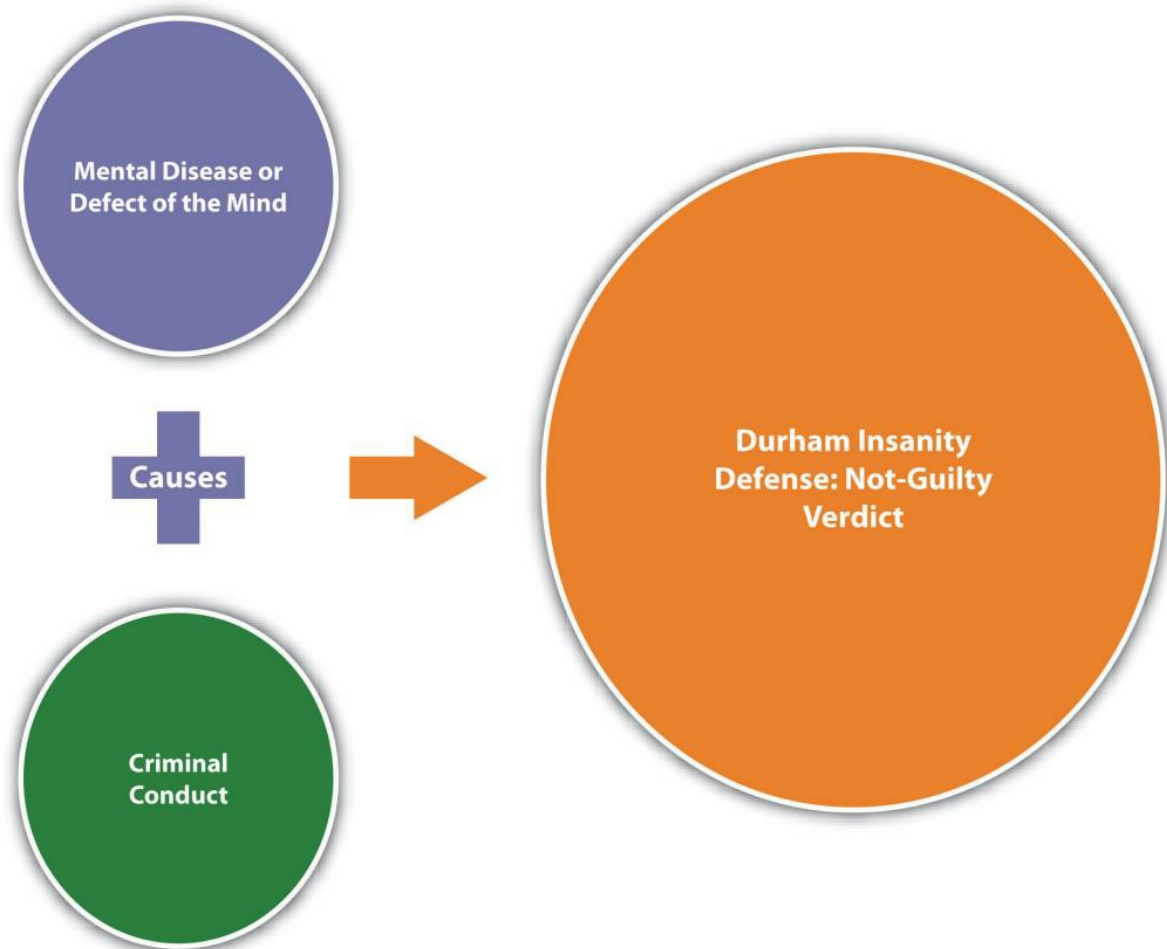 Mental Disease or
Defect of the Mind
Causes
Criminal
Conduct
Durham Insanity
Defense: Not-Guilty
Verdict